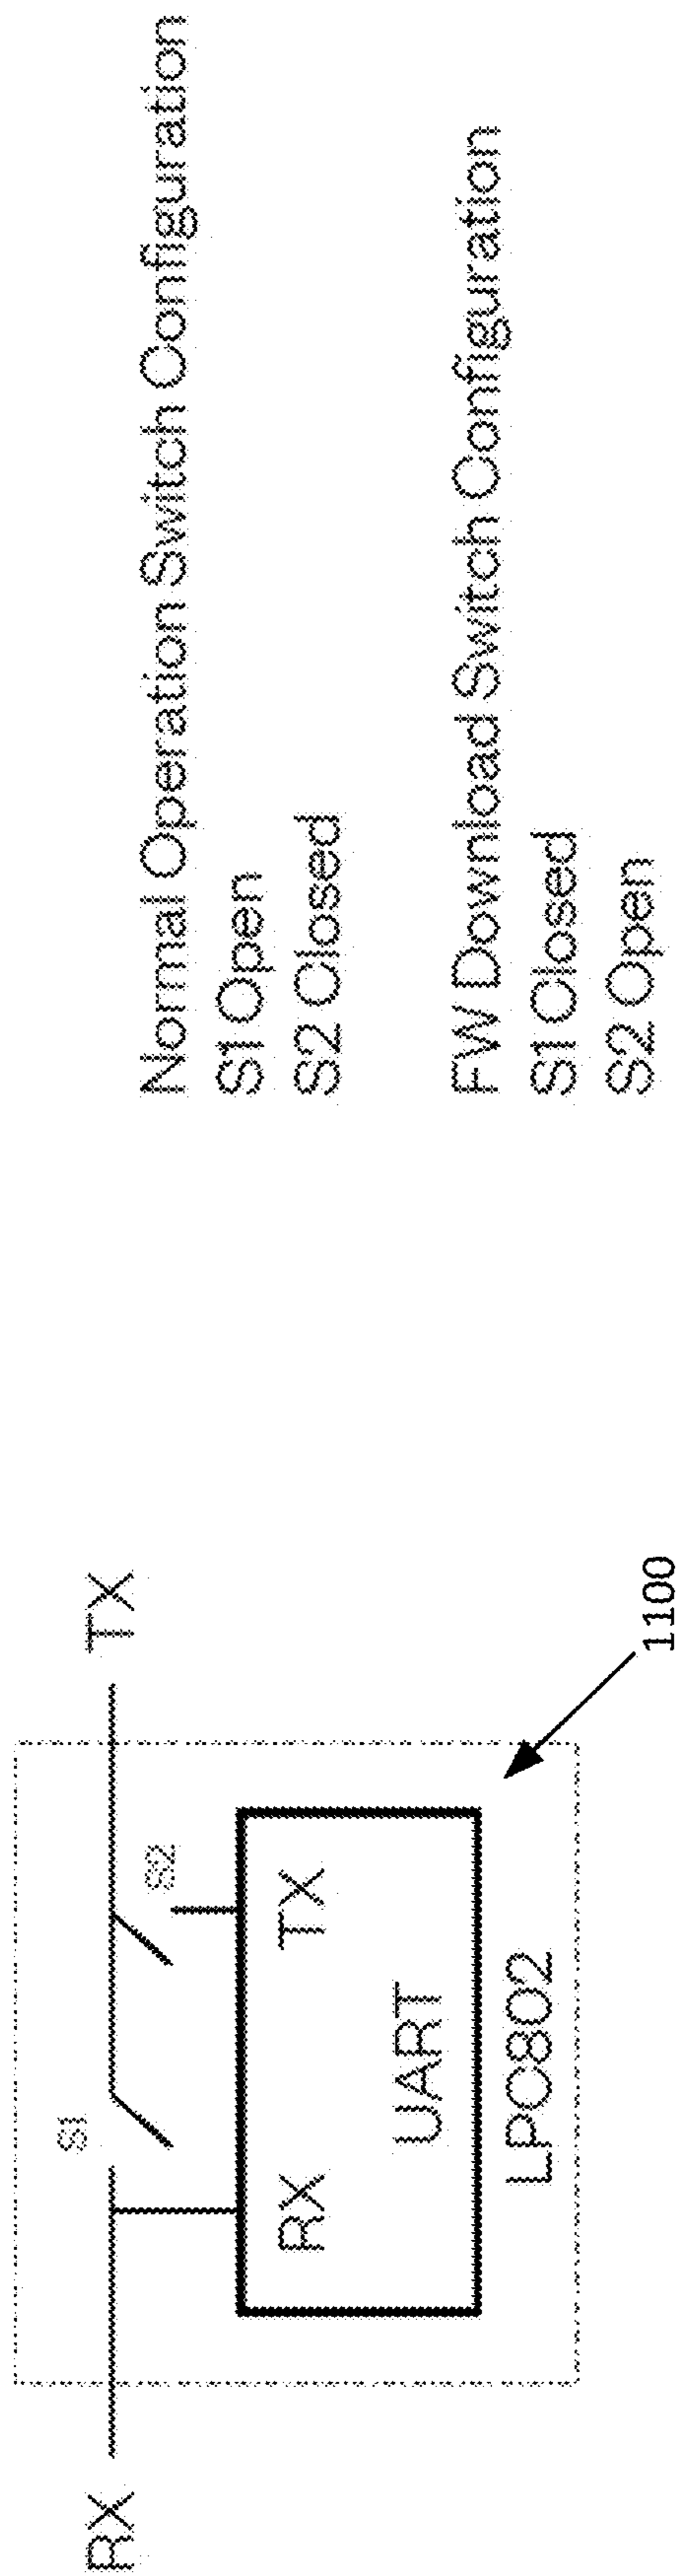 RX
TX
S1
S2
RX
TX
UART
LPC802
1100
Normal Operation Switch Configuration
S1 Open
S2 Closed
FW Download Switch Configuration
S1 Closed
S2 Open